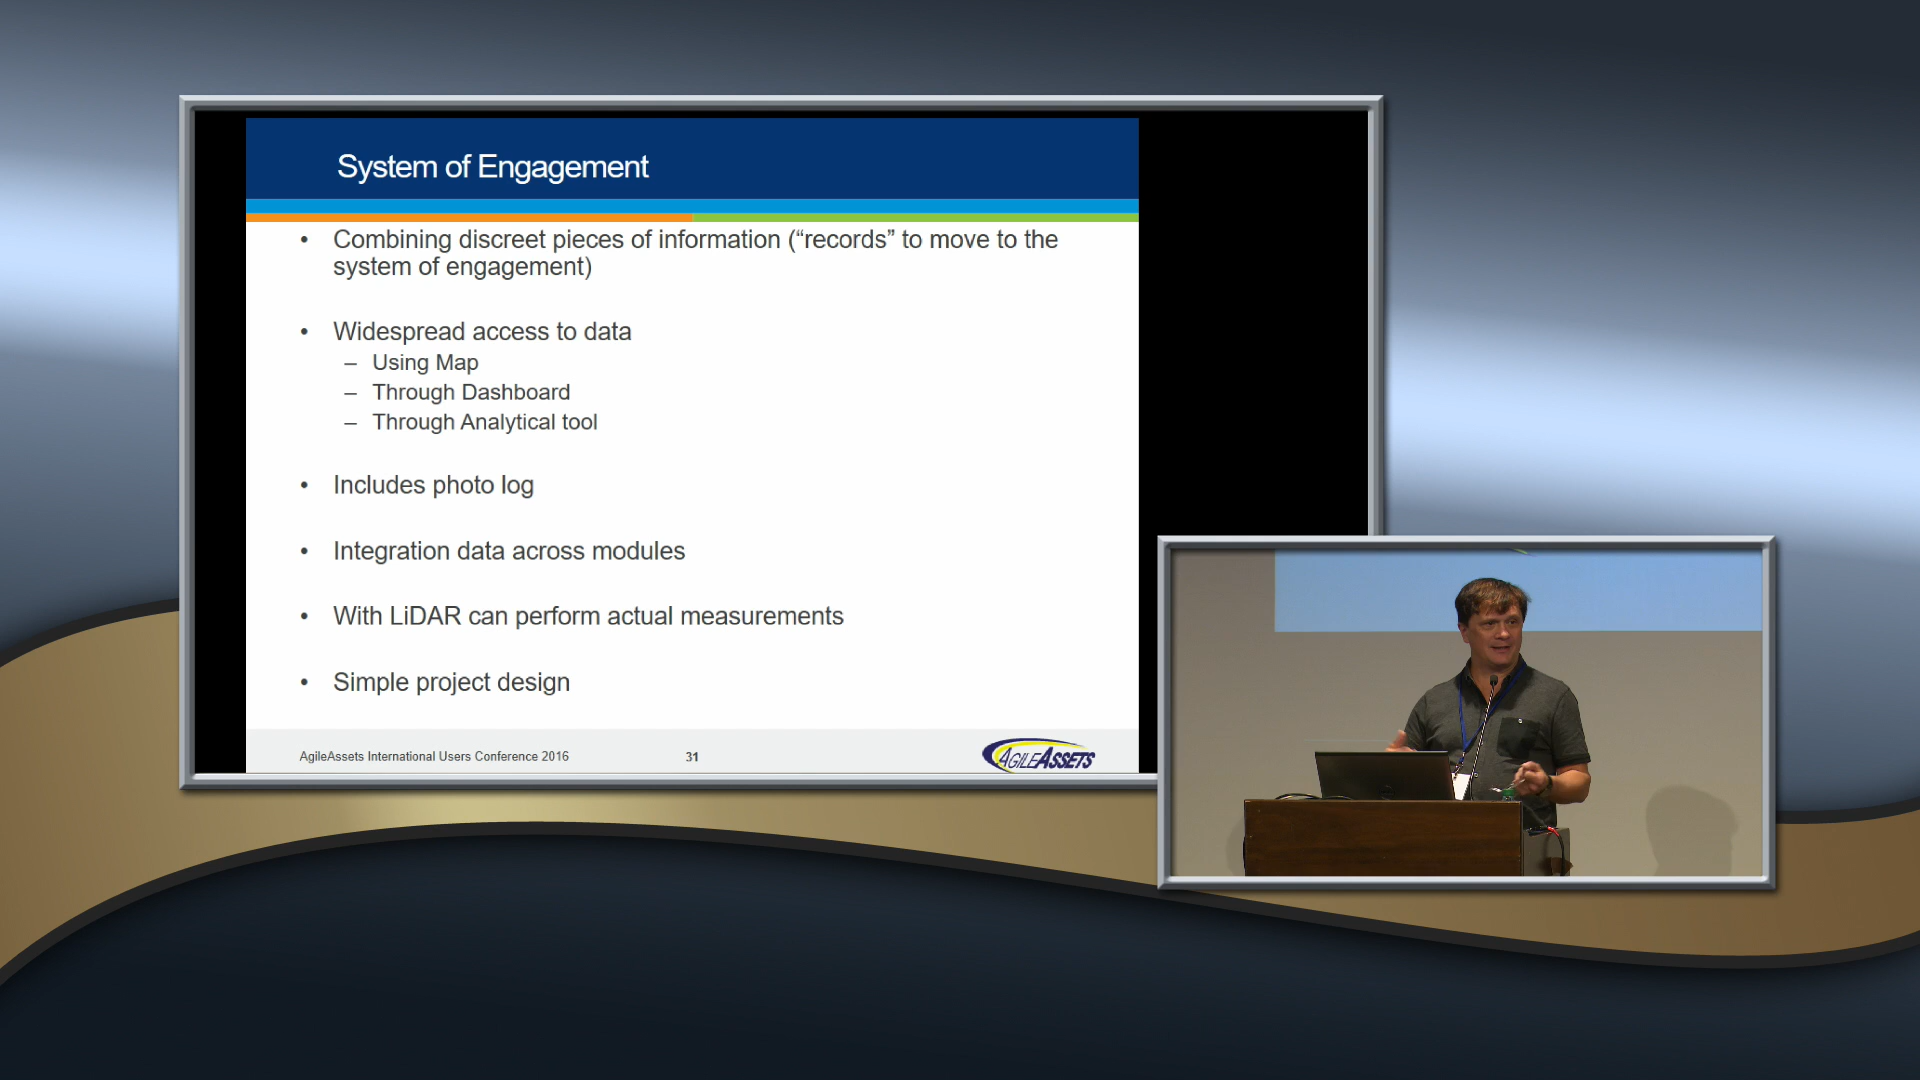 System of Engagement
• Combining discreet pieces of information (“records” to move to the
system of engagement)
• Widespread access to data
– Using Map
– Through Dashboard
– Through Analytical tool
• Includes photo log
• Integration data across modules
• With LiDAR can perform actual measurements
• Simple project design
AgileAssets International Users Conference 2016
31
AGILEASSETS